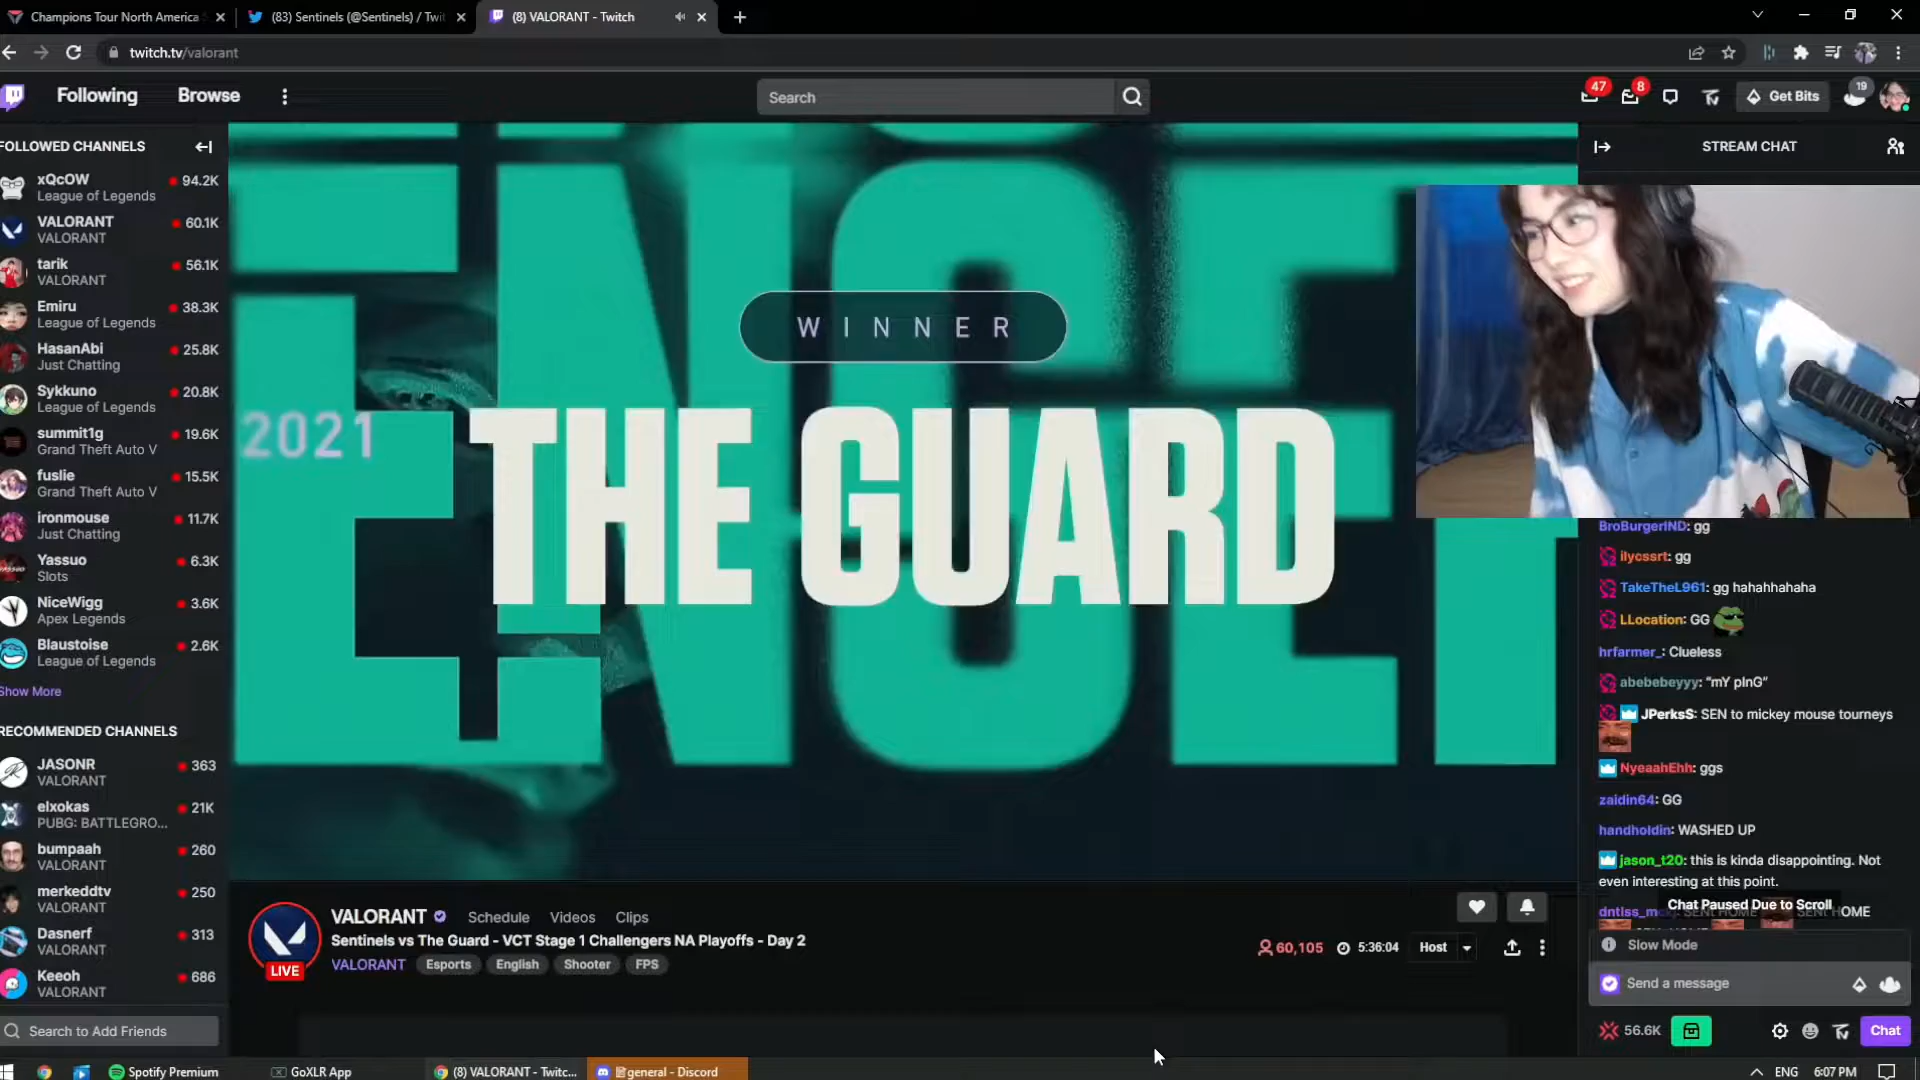 Champions Tour North America
(83) Sentinels (@Sentinels) / Twit
(8) VALORANT - Twitch
twitch.tv/valorant
Following
Browse
Search
47
8
Get Bits
19
FOLLOWED CHANNELS
xQcOW
94.2K
League of Legends
VALORANT
60.1K
VALORANT
tarik
56.1K
VALORANT
Emiru
38.3K
League of Legends
HasanAbi
25.8K
Just Chatting
Sykkuno
20.8K
League of Legends
summit1g
19.6K
Grand Theft Auto V
fuslie
15.5K
Grand Theft Auto V
ironmouse
11.7K
Just Chatting
Yassuo
6.3K
Slots
NiceWigg
3.6K
Apex Legends
Blaustoise
2.6K
League of Legends
Show More
RECOMMENDED CHANNELS
JASONR
363
VALORANT
elxokas
21K
PUBG: BATTLEGRO...
bumpaah
260
VALORANT
merkeddtv
250
VALORANT
Dasnerf
313
VALORANT
Keeoh
686
VALORANT
Search to Add Friends
WINNER
2021
THE GUARD
LIVE
VALORANT
Schedule
Videos
Clips
Sentinels vs The Guard - VCT Stage 1 Challengers NA Playoffs - Day 2
VALORANT
Esports
English
Shooter
FPS
60,105
5:36:04
Host
STREAM CHAT
BroBurgerIND: gg
ilycssrt: gg
TakeTheL961: gg hahahhahaha
LLocation: GG
hrfarmer_: Clueless
abebebeyyy: "mY pInG"
JPerksS: SEN to mickey mouse tourneys
NyeaahEhh: ggs
zaidin64: GG
handholdin: WASHED UP
jason_t20: this is kinda disappointing. Not
even interesting at this point.
Chat Paused Due to Scroll
HOME
Slow Mode
Send a message
56.6K
Chat
Spotify Premium
GoXLR App
(8) VALORANT - Twitc...
general - Discord
ENG
6:07 PM